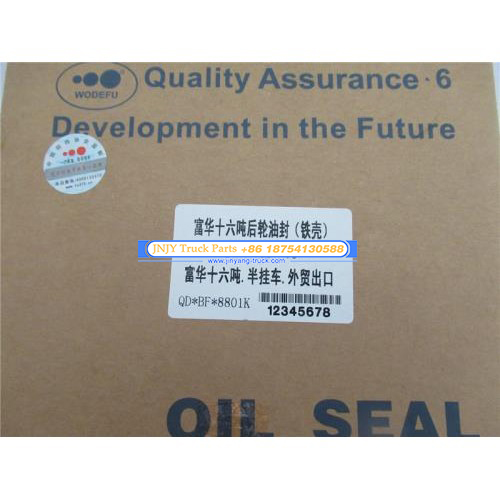 WODEFU
Quality Assurance · 6
Development in the Future
富华十六吨后轮油封（铁壳）
JNJY Truck Parts +86 18754130588
www.jinyang-truck.com
富华十六吨.半挂车.外贸出口
QD*BF*8801K
12345678
OIL SEAL